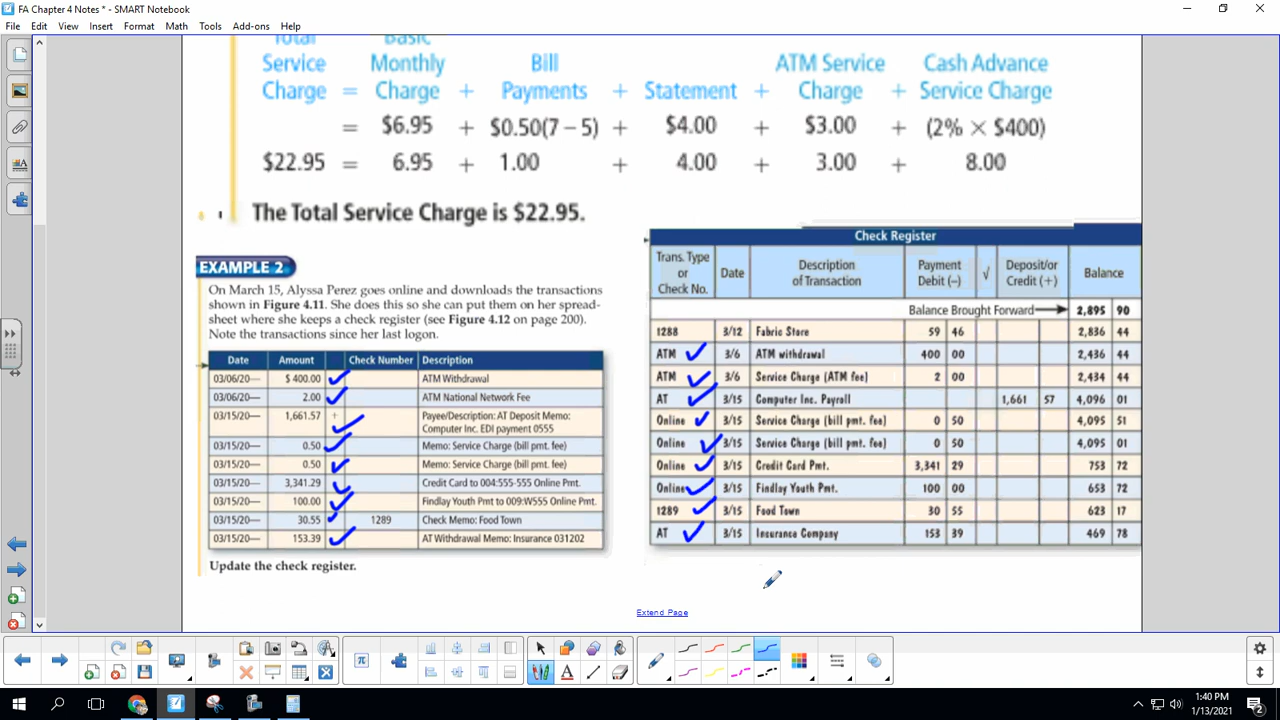 FA Chapter 4 Notes * - SMART Notebook
File Edit View Insert Format Math Tools Add-ons Help
Total Basic
Service Monthly Bill ATM Service Cash Advance
Charge = Charge + Payments + Statement + Charge + Service Charge
= $6.95 + $0.50(7 – 5) + $4.00 + $3.00 + (2% × $400)
$22.95 = 6.95 + 1.00 + 4.00 + 3.00 + 8.00
The Total Service Charge is $22.95.
EXAMPLE 2
On March 15, Alyssa Perez goes online and downloads the transactions
shown in Figure 4.11. She does this so she can put them on her spread-
sheet where she keeps a check register (see Figure 4.12 on page 200).
Note the transactions since her last logon.
Date Amount Check Number Description
03/06/20— $ 400.00 ATM Withdrawal
03/06/20— 2.00 ATM National Network Fee
03/15/20— 1,661.57 + Payee/Description: AT Deposit Memo:
Computer Inc. EDI payment 0555
03/15/20— 0.50 Memo: Service Charge (bill pmt. fee)
03/15/20— 0.50 Memo: Service Charge (bill pmt. fee)
03/15/20— 3,341.29 Credit Card to 004:555-555 Online Pmt.
03/15/20— 100.00 Findlay Youth Pmt to 009:W555 Online Pmt.
03/15/20— 30.55 1289 Check Memo: Food Town
03/15/20— 153.39 AT Withdrawal Memo: Insurance 031202
Update the check register.
Check Register
Trans. Type
or
Check No.
Date
Description
of Transaction
Payment
Debit (–)
√
Deposit/or
Credit (+)
Balance
Balance Brought Forward 2,895 90
1288 3/12 Fabric Store 59 46 2,836 44
ATM 3/6 ATM withdrawal 400 00 2,436 44
ATM 3/6 Service Charge (ATM fee) 2 00 2,434 44
AT 3/15 Computer Inc. Payroll 1,661 57 4,096 01
Online 3/15 Service Charge (bill pmt. fee) 0 50 4,095 51
Online 3/15 Service Charge (bill pmt. fee) 0 50 4,095 01
Online 3/15 Credit Card Pmt. 3,341 29 753 72
Online 3/15 Findlay Youth Pmt. 100 00 653 72
1289 3/15 Food Town 30 55 623 17
AT 3/15 Insurance Company 153 39 469 78
Extend Page
1:40 PM
1/13/2021